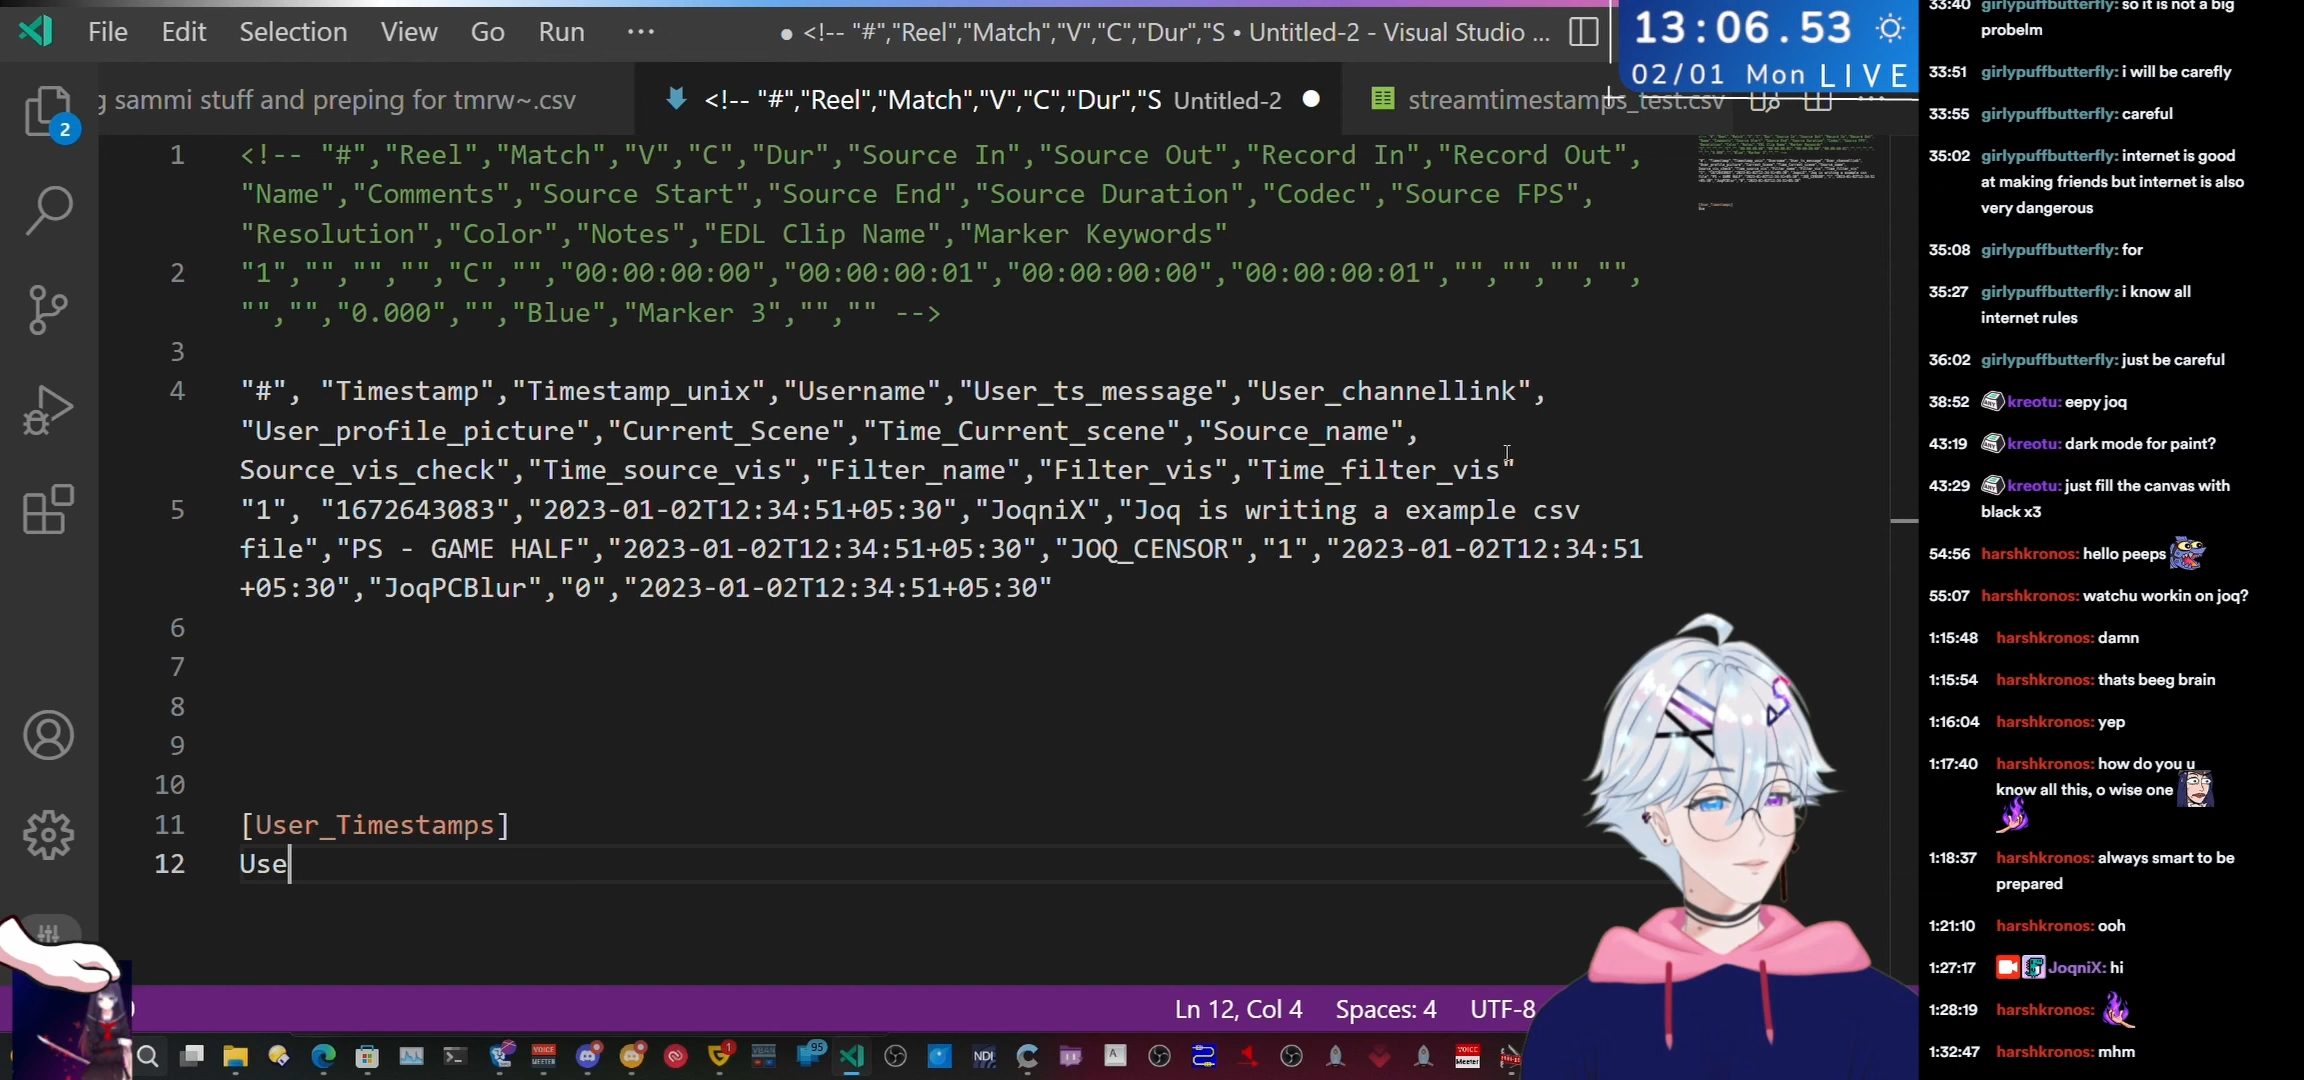 File Edit Selection View Go Run ···
● <!-- "#","Reel","Match","V","C","Dur","S • Untitled-2 - Visual Studio ...
13:06.53
02/01 Mon LIVE
g sammi stuff and preping for tmrw~.csv
<!-- "#","Reel","Match","V","C","Dur","S Untitled-2 ●
streamtimestamps_test.csv
2
1 <!-- "#","Reel","Match","V","C","Dur","Source In","Source Out","Record In","Record Out",
"Name","Comments","Source Start","Source End","Source Duration","Codec","Source FPS",
"Resolution","Color","Notes","EDL Clip Name","Marker Keywords"
2 "1","","","","C","","00:00:00:00","00:00:00:01","00:00:00:00","00:00:00:01","","","","",
"","","0.000","","Blue","Marker 3","","" -->
3
4 "#", "Timestamp","Timestamp_unix","Username","User_ts_message","User_channellink",
"User_profile_picture","Current_Scene","Time_Current_scene","Source_name",
Source_vis_check","Time_source_vis","Filter_name","Filter_vis","Time_filter_vis"
5 "1", "1672643083","2023-01-02T12:34:51+05:30","JoqniX","Joq is writing a example csv
file","PS - GAME HALF","2023-01-02T12:34:51+05:30","JOQ_CENSOR","1","2023-01-02T12:34:51
+05:30","JoqPCBlur","0","2023-01-02T12:34:51+05:30"
6
7
8
9
10
11 [User_Timestamps]
12 Use
Ln 12, Col 4 Spaces: 4 UTF-8
VOICE MEETER
1
VBAN
95
NDI
A
VOICE Meeter
33:40 girlypuffbutterfly: so it is not a big
probelm
33:51 girlypuffbutterfly: i will be carefly
33:55 girlypuffbutterfly: careful
35:02 girlypuffbutterfly: internet is good
at making friends but internet is also
very dangerous
35:08 girlypuffbutterfly: for
35:27 girlypuffbutterfly: i know all
internet rules
36:02 girlypuffbutterfly: just be careful
38:52 kreotu: eepy joq
43:19 kreotu: dark mode for paint?
43:29 kreotu: just fill the canvas with
black x3
54:56 harshkronos: hello peeps
55:07 harshkronos: watchu workin on joq?
1:15:48 harshkronos: damn
1:15:54 harshkronos: thats beeg brain
1:16:04 harshkronos: yep
1:17:40 harshkronos: how do you u
know all this, o wise one
1:18:37 harshkronos: always smart to be
prepared
1:21:10 harshkronos: ooh
1:27:17 JoqniX: hi
1:28:19 harshkronos:
1:32:47 harshkronos: mhm